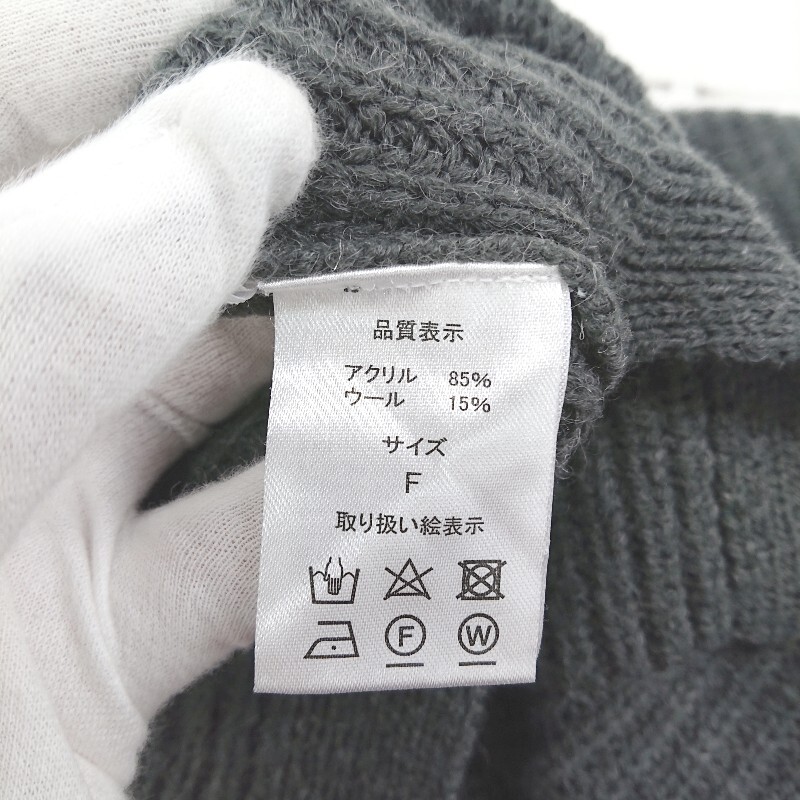 品質表示
アクリル 85%
ウール 15%
サイズ
F
取り扱い絵表示
F W